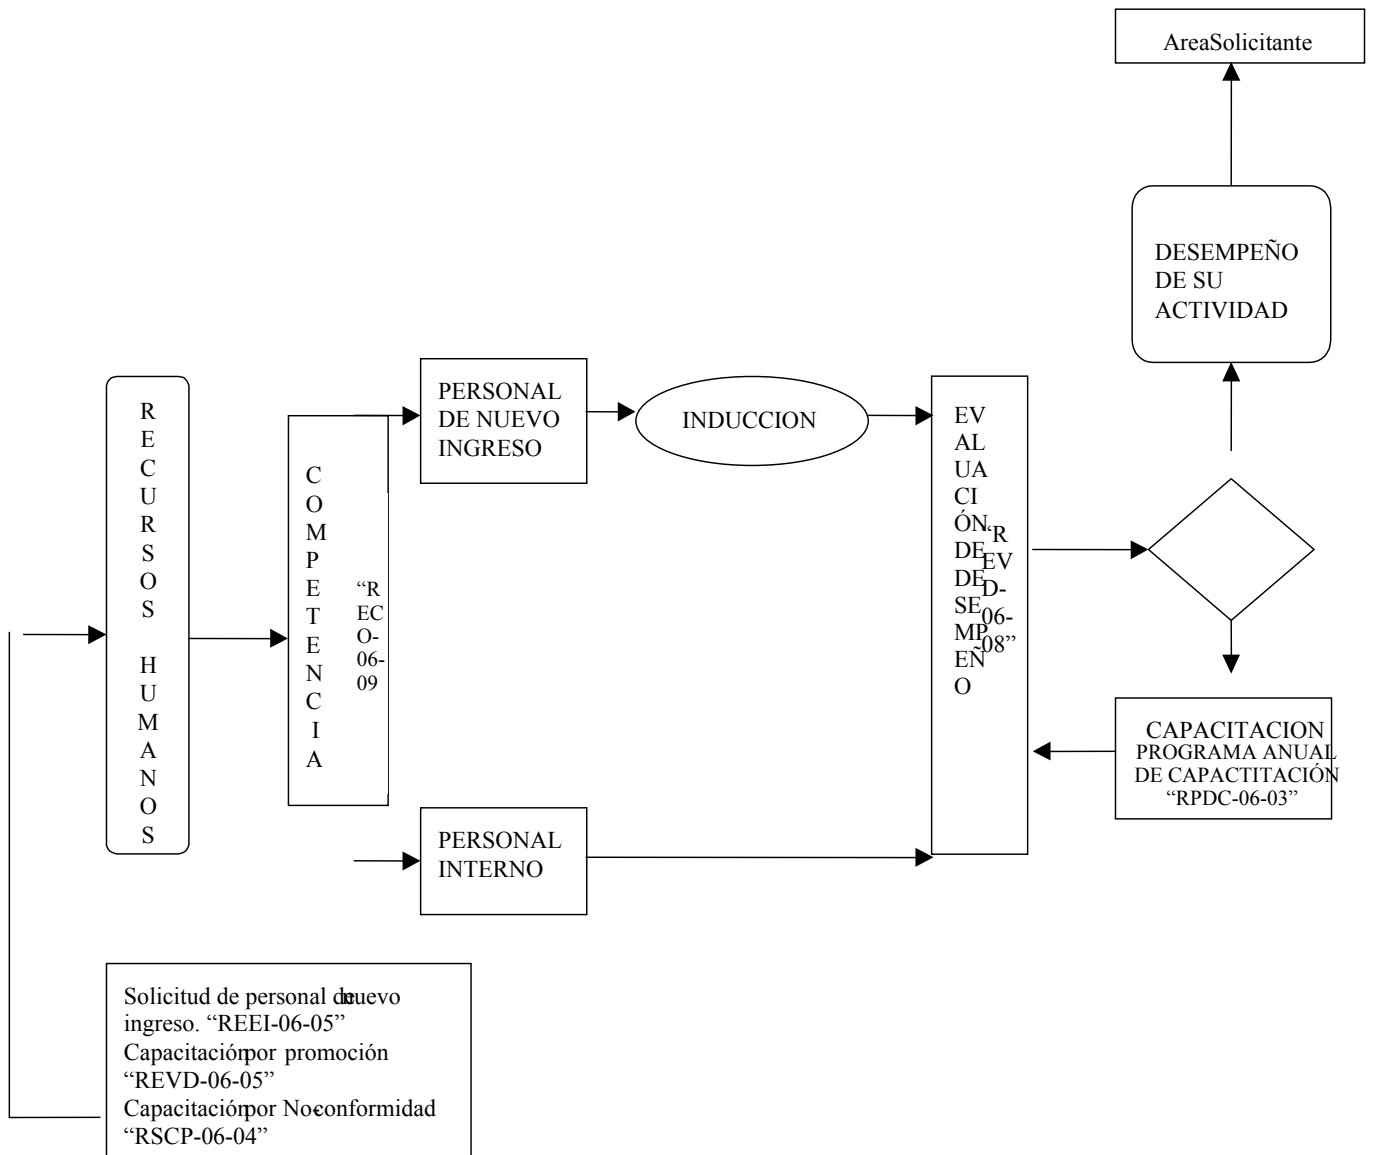 AreaSolicitante
DESEMPEÑO
DE SU
ACTIVIDAD
R
E
C
U
R
S
O
S
H
U
M
A
N
O
S
C
O
M
P
E
T
E
N
C
I
A
“R
EC
O-
06-
09
PERSONAL
DE NUEVO
INGRESO
INDUCCION
EV
AL
UA
CI
ÓN
DE
DE
SE
MP
EÑ
O
“R
EV
D-
06-
08”
CAPACITACION
PROGRAMA ANUAL
DE CAPACTITACIÓN
“RPDC-06-03”
PERSONAL
INTERNO
Solicitud de personal de nuevo
ingreso. “REEI-06-05”
Capacitación por promoción
“REVD-06-05”
Capacitación por No-conformidad
“RSCP-06-04”